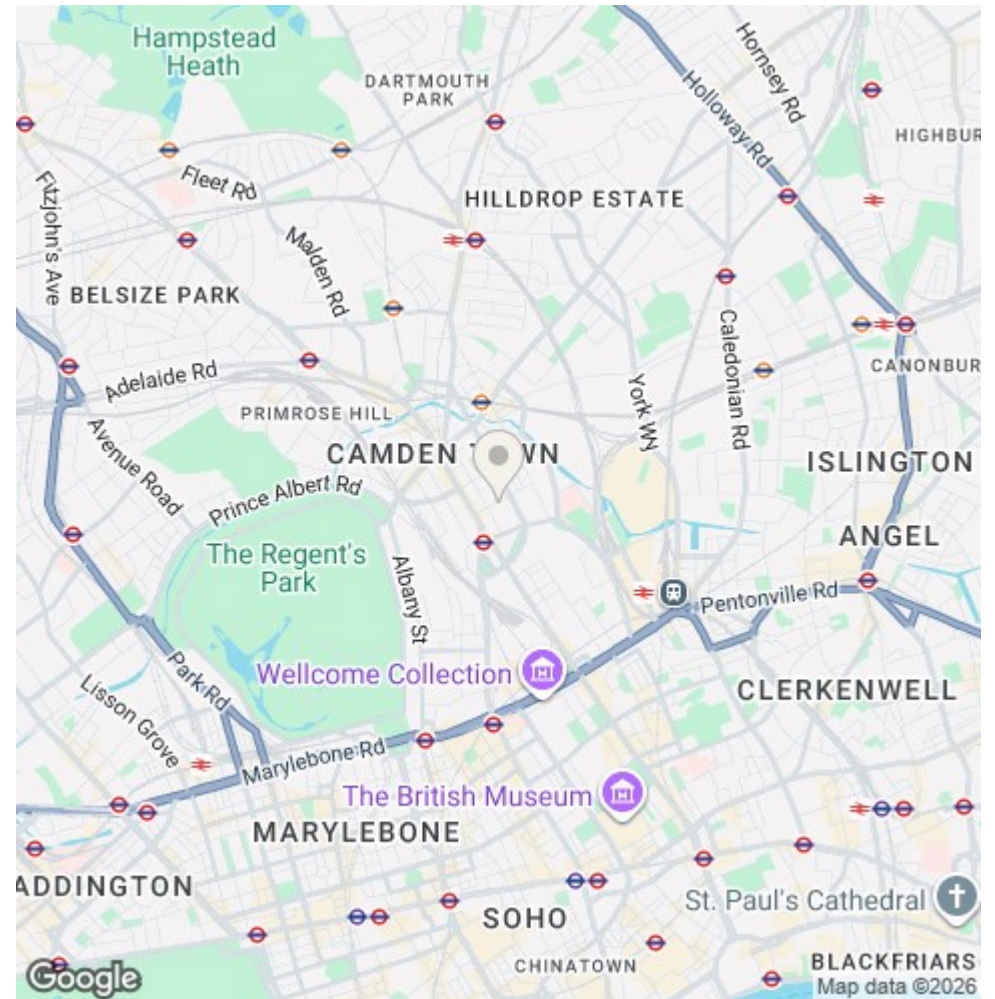 Hampstead
Heath
DARTMOUTH
PARK
Hornsey Rd
Holloway Rd
HIGHBUR
Fitzjohn's Ave
Fleet Rd
HILLDROP ESTATE
Malden Rd
BELSIZE PARK
Caledonian Rd
CANONBUR
Adelaide Rd
PRIMROSE HILL
York Wy
Avenue Road
CAMDEN T WN
ISLINGTON
Prince Albert Rd
ANGEL
The Regent's
Park
Albany St
Pentonville Rd
Wellcome Collection
Park Rd
CLERKENWELL
Lisson Grove
Marylebone Rd
The British Museum
MARYLEBONE
ADDINGTON
St. Paul's Cathedral
SOHO
CHINATOWN
BLACKFRIARS
Google
Map data ©2026